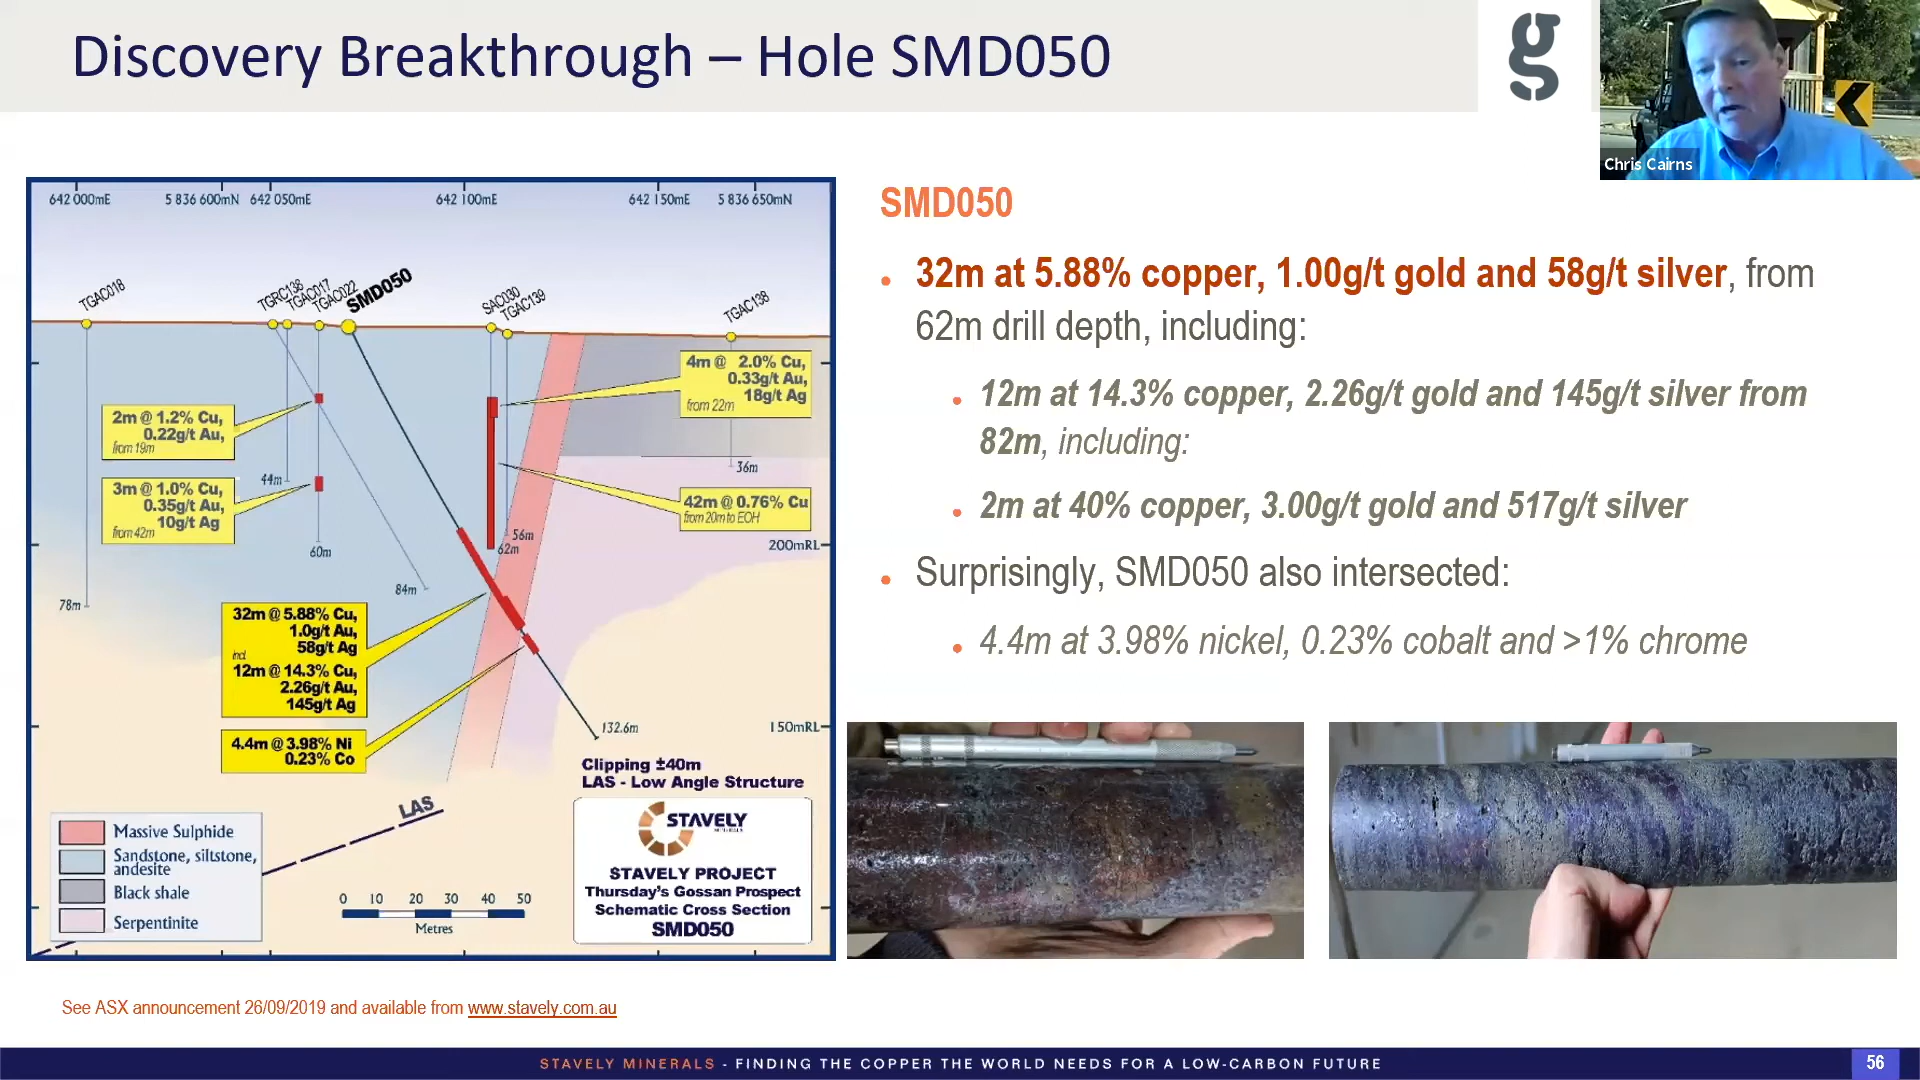 Discovery Breakthrough – Hole SMD050
g
Chris Cairns
642 000mE
5 836 600mN
642 050mE
642 100mE
642 150mE
5 836 650mN
TGAC018
TGRC138
TGAC017
TGAC022
SMD050
SAC030
TGAC139
TGAC138
4m @ 2.0% Cu,
0.33g/t Au,
18g/t Ag
from 22m
2m @ 1.2% Cu,
0.22g/t Au,
from 19m
44m
36m
3m @ 1.0% Cu,
0.35g/t Au,
10g/t Ag
from 42m
42m @ 0.76% Cu
from 20m to EOH
56m
62m
60m
200mRL
84m
78m
32m @ 5.88% Cu,
1.0g/t Au,
58g/t Ag
incl.
12m @ 14.3% Cu,
2.26g/t Au,
145g/t Ag
4.4m @ 3.98% Ni
0.23% Co
132.6m
150mRL
Clipping ±40m
LAS - Low Angle Structure
LAS
Massive Sulphide
Sandstone, siltstone,
andesite
Black shale
Serpentinite
0 10 20 30 40 50
Metres
STAVELY
MINERALS
STAVELY PROJECT
Thursday's Gossan Prospect
Schematic Cross Section
SMD050
SMD050
32m at 5.88% copper, 1.00g/t gold and 58g/t silver, from
62m drill depth, including:
12m at 14.3% copper, 2.26g/t gold and 145g/t silver from
82m, including:
2m at 40% copper, 3.00g/t gold and 517g/t silver
Surprisingly, SMD050 also intersected:
4.4m at 3.98% nickel, 0.23% cobalt and >1% chrome
See ASX announcement 26/09/2019 and available from www.stavely.com.au
STAVELY MINERALS - FINDING THE COPPER THE WORLD NEEDS FOR A LOW-CARBON FUTURE
56